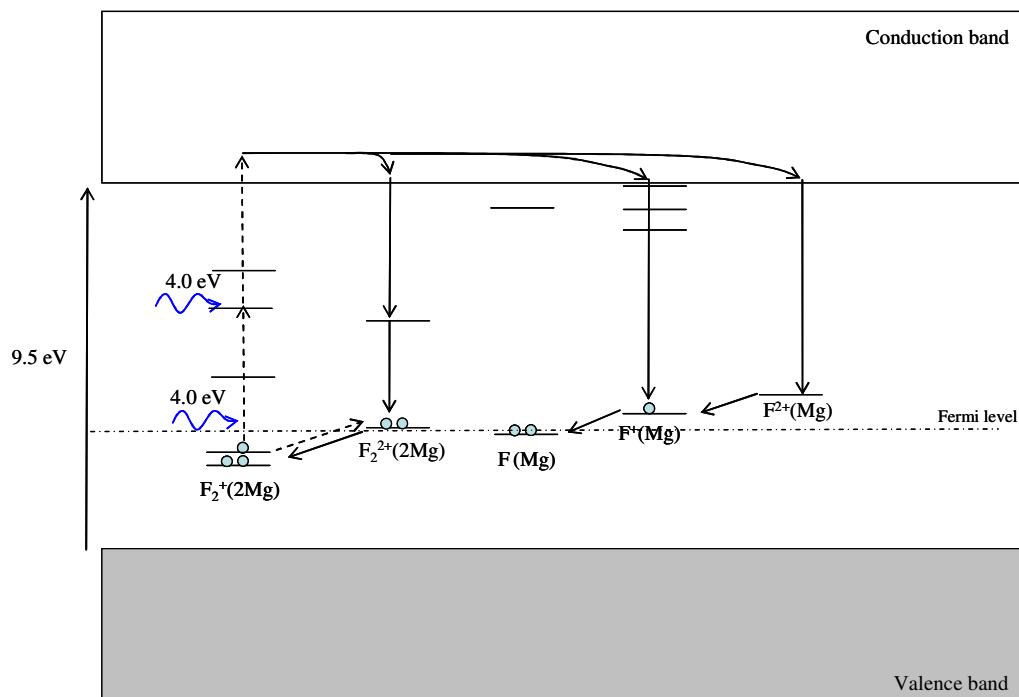 Conduction band
4.0 eV
9.5 eV
4.0 eV
F²⁺(Mg)
Fermi level
F⁺(Mg)
F₂²⁺(2Mg)
F(Mg)
F₂⁺(2Mg)
Valence band